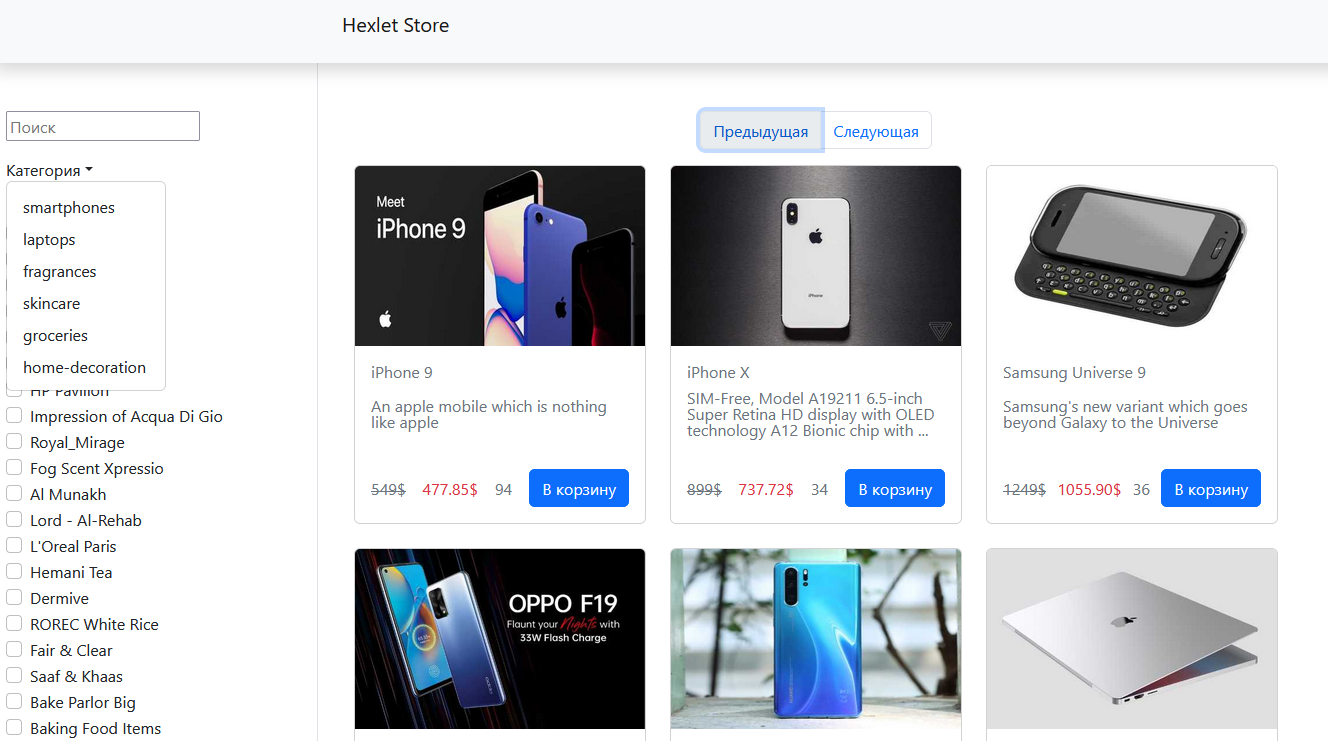 Hexlet Store
Поиск
Категория
smartphones
laptops
fragrances
skincare
groceries
home-decoration
HP Pavilion
Impression of Acqua Di Gio
Royal_Mirage
Fog Scent Xpressio
Al Munakh
Lord - Al-Rehab
L'Oreal Paris
Hemani Tea
Dermive
ROREC White Rice
Fair & Clear
Saaf & Khaas
Bake Parlor Big
Baking Food Items
Предыдущая
Следующая
Meet
iPhone 9
iPhone 9
An apple mobile which is nothing
like apple
549$ 477.85$ 94 В корзину
iPhone
iPhone X
SIM-Free, Model A19211 6.5-inch
Super Retina HD display with OLED
technology A12 Bionic chip with ...
899$ 737.72$ 34 В корзину
Samsung Universe 9
Samsung's new variant which goes
beyond Galaxy to the Universe
1249$ 1055.90$ 36 В корзину
OPPO F19
Flaunt your Nights with
33W Flash Charge